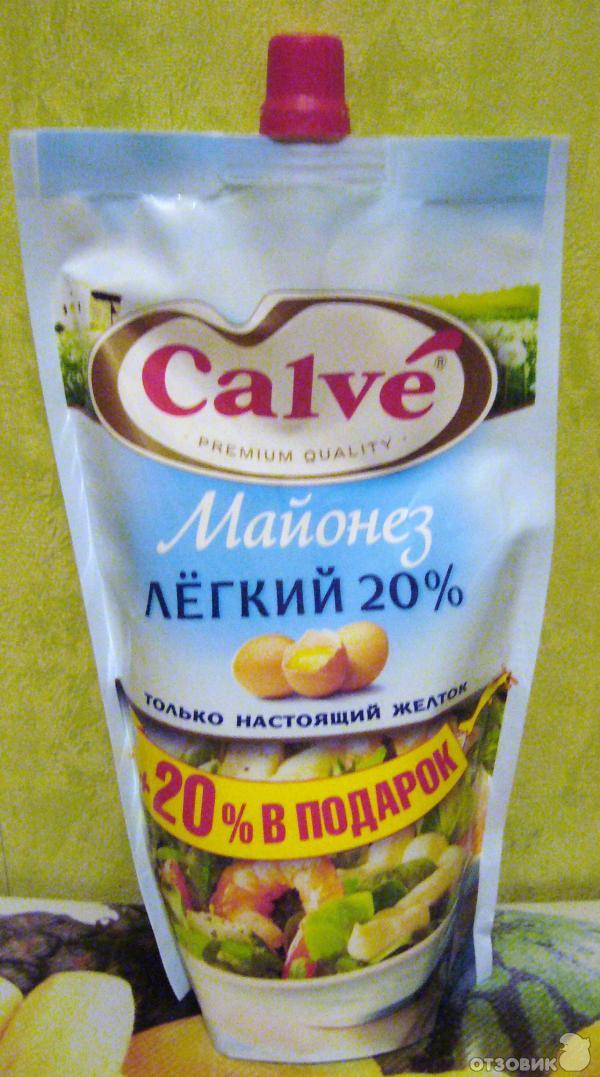 Calvé®
PREMIUM QUALITY
Майонез
ЛЁГКИЙ 20%
ТОЛЬКО НАСТОЯЩИЙ ЖЕЛТОК
+20% В ПОДАРОК
ОТЗОВИК